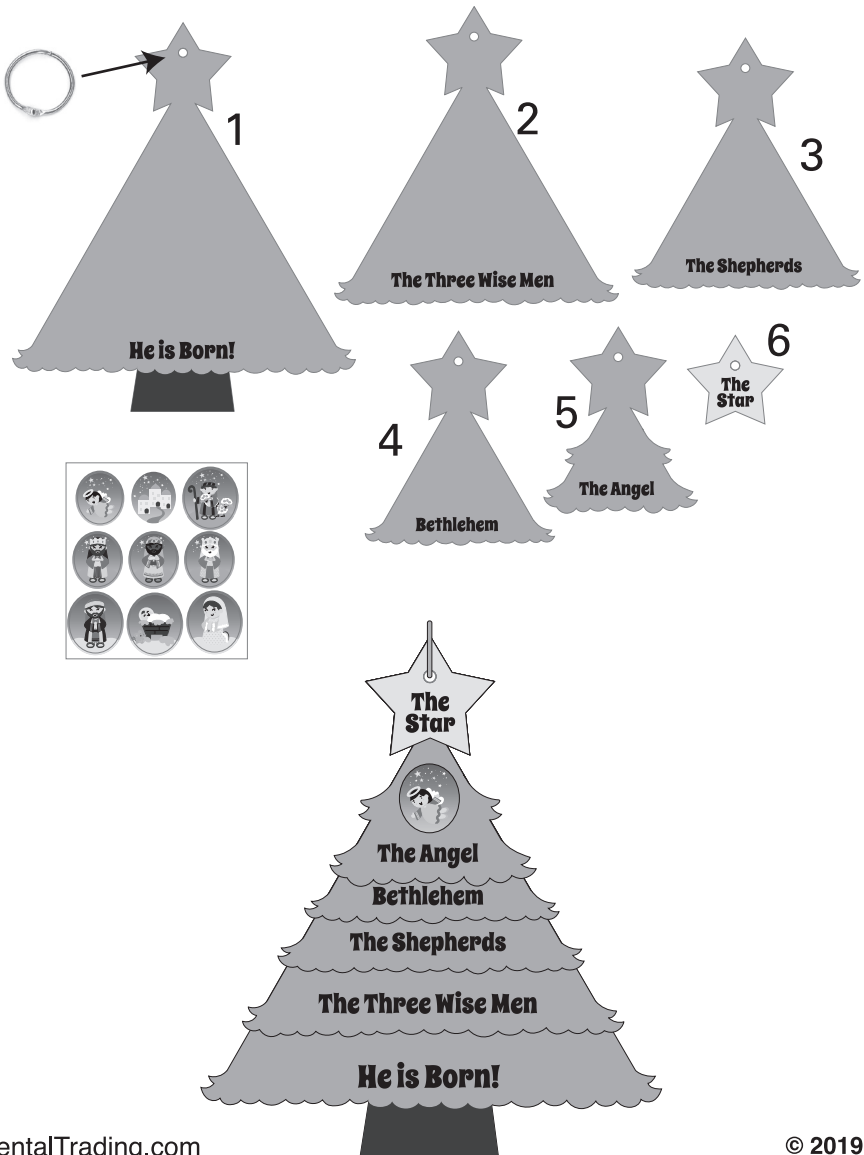 1
2
3
He is Born!
The Three Wise Men
The Shepherds
4
5
6
Bethlehem
The Angel
The
Star
The
Star
The Angel
Bethlehem
The Shepherds
The Three Wise Men
He is Born!
entalTrading.com
© 2019